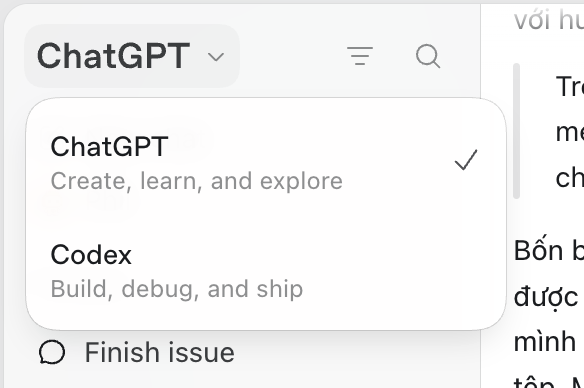 ChatGPT
ChatGPT
Create, learn, and explore
Codex
Build, debug, and ship
Finish issue
với
Bốn
được
mình